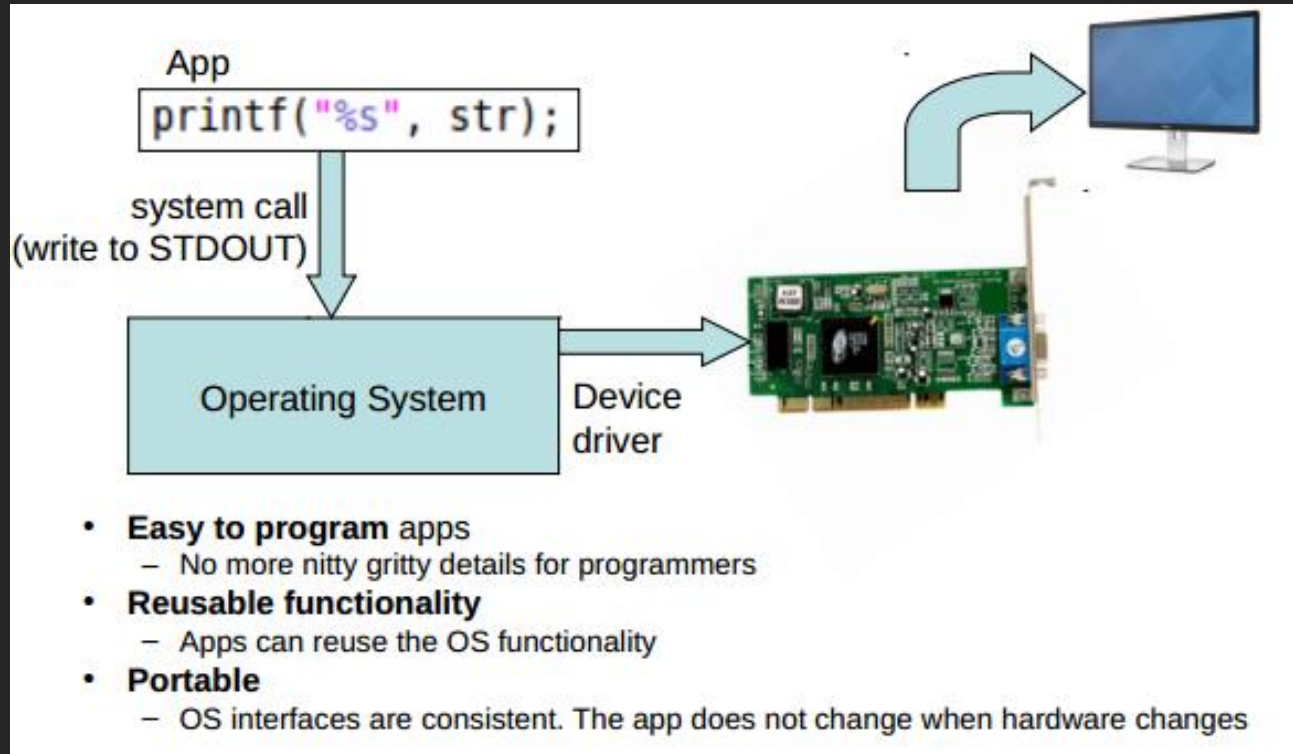 App
printf("%s", str);
system call
(write to STDOUT)
Operating System
Device
driver
• Easy to program apps
– No more nitty gritty details for programmers
• Reusable functionality
– Apps can reuse the OS functionality
• Portable
– OS interfaces are consistent. The app does not change when hardware changes